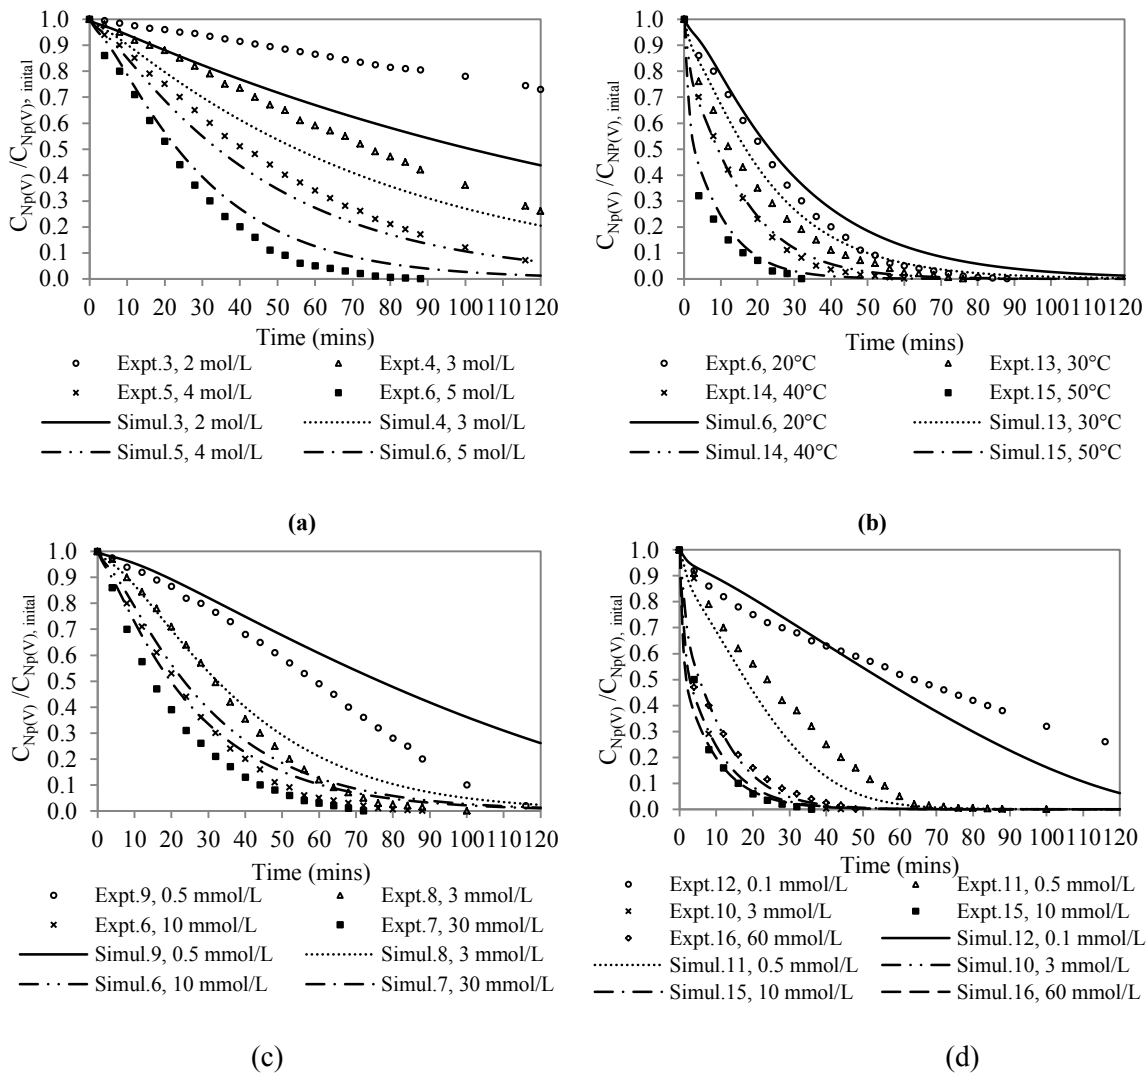 C_Np(V) /C_Np(V), inital
1.0
0.9
0.8
0.7
0.6
0.5
0.4
0.3
0.2
0.1
0.0
0 10 20 30 40 50 60 70 80 90 100110120
Time (mins)
Expt.3, 2 mol/L Expt.4, 3 mol/L
Expt.5, 4 mol/L Expt.6, 5 mol/L
Simul.3, 2 mol/L Simul.4, 3 mol/L
Simul.5, 4 mol/L Simul.6, 5 mol/L
(a)
C_Np(V) /C_NP(V), inital
1.0
0.9
0.8
0.7
0.6
0.5
0.4
0.3
0.2
0.1
0.0
0 10 20 30 40 50 60 70 80 90 100110120
Time (mins)
Expt.6, 20°C Expt.13, 30°C
Expt.14, 40°C Expt.15, 50°C
Simul.6, 20°C Simul.13, 30°C
Simul.14, 40°C Simul.15, 50°C
(b)
C_Np(V) /C_Np(V), inital
1.0
0.9
0.8
0.7
0.6
0.5
0.4
0.3
0.2
0.1
0.0
0 10 20 30 40 50 60 70 80 90 100110120
Time (mins)
Expt.9, 0.5 mmol/L Expt.8, 3 mmol/L
Expt.6, 10 mmol/L Expt.7, 30 mmol/L
Simul.9, 0.5 mmol/L Simul.8, 3 mmol/L
Simul.6, 10 mmol/L Simul.7, 30 mmol/L
(c)
C_Np(V) /C_Np(V), inital
1.0
0.9
0.8
0.7
0.6
0.5
0.4
0.3
0.2
0.1
0.0
0 10 20 30 40 50 60 70 80 90 100110120
Time (mins)
Expt.12, 0.1 mmol/L Expt.11, 0.5 mmol/L
Expt.10, 3 mmol/L Expt.15, 10 mmol/L
Expt.16, 60 mmol/L Simul.12, 0.1 mmol/L
Simul.11, 0.5 mmol/L Simul.10, 3 mmol/L
Simul.15, 10 mmol/L Simul.16, 60 mmol/L
(d)